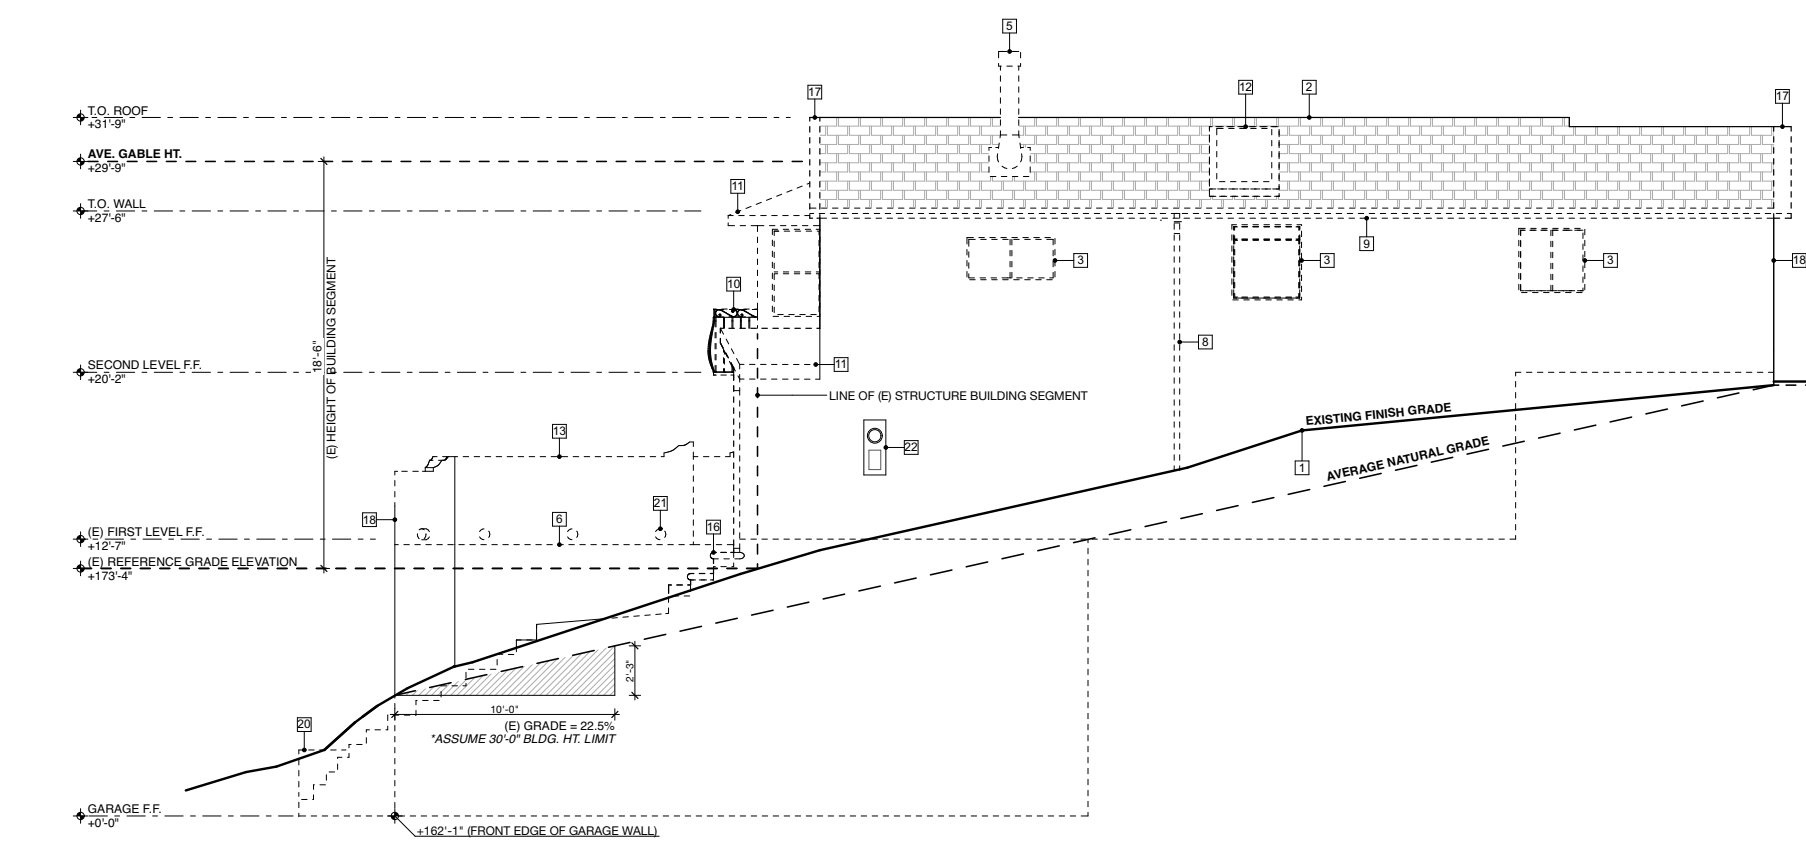 5
17
12
2
17
T.O. ROOF
+31'-9"
AVE. GABLE HT.
+29'-9"
11
T.O. WALL
+27'-6"
9
3
3
3
18
10
8
(E) HEIGHT OF BUILDING SEGMENT
18'-6"
SECOND LEVEL F.F.
+20'-2"
11
LINE OF (E) STRUCTURE BUILDING SEGMENT
EXISTING FINISH GRADE
13
22
1
AVERAGE NATURAL GRADE
21
18
6
16
(E) FIRST LEVEL F.F.
+12'-7"
(E) REFERENCE GRADE ELEVATION
+173'-4"
2'-3"
10'-0"
20
(E) GRADE = 22.5%
*ASSUME 30'-0" BLDG. HT. LIMIT
GARAGE F.F.
+0'-0"
+162'-1" (FRONT EDGE OF GARAGE WALL)